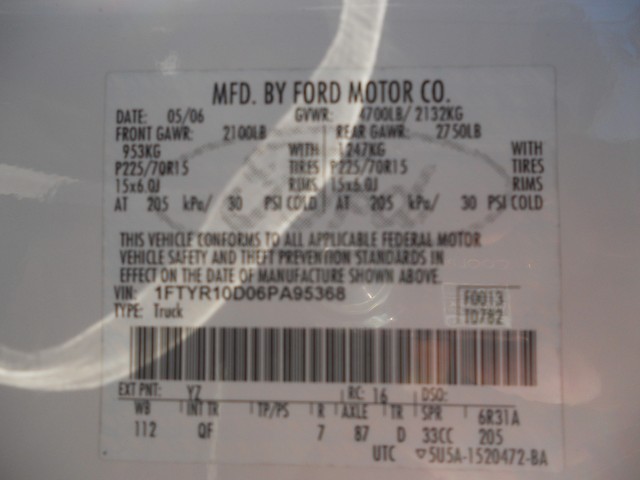 MFD. BY FORD MOTOR CO.
DATE: 05/06 GVWR: 4700LB/ 2132KG
FRONT GAWR: 2100LB REAR GAWR: 2750LB
953KG WITH 1247KG WITH
P225/70R15 TIRES P225/70R15 TIRES
15x6.0J RIMS 15x6.0J RIMS
AT 205 kPa/ 30 PSI COLD AT 205 kPa/ 30 PSI COLD
THIS VEHICLE CONFORMS TO ALL APPLICABLE FEDERAL MOTOR
VEHICLE SAFETY AND THEFT PREVENTION STANDARDS IN
EFFECT ON THE DATE OF MANUFACTURE SHOWN ABOVE.
VIN: 1FTYR10D06PA95368 F0013
TYPE: Truck T0782
EXT PNT: YZ RC: 16 DSO:
WB INT TR TP/PS R AXLE TR SPR 6R31A
112 QF 7 87 D 33CC 205
UTC ▽5U5A-1520472-BA